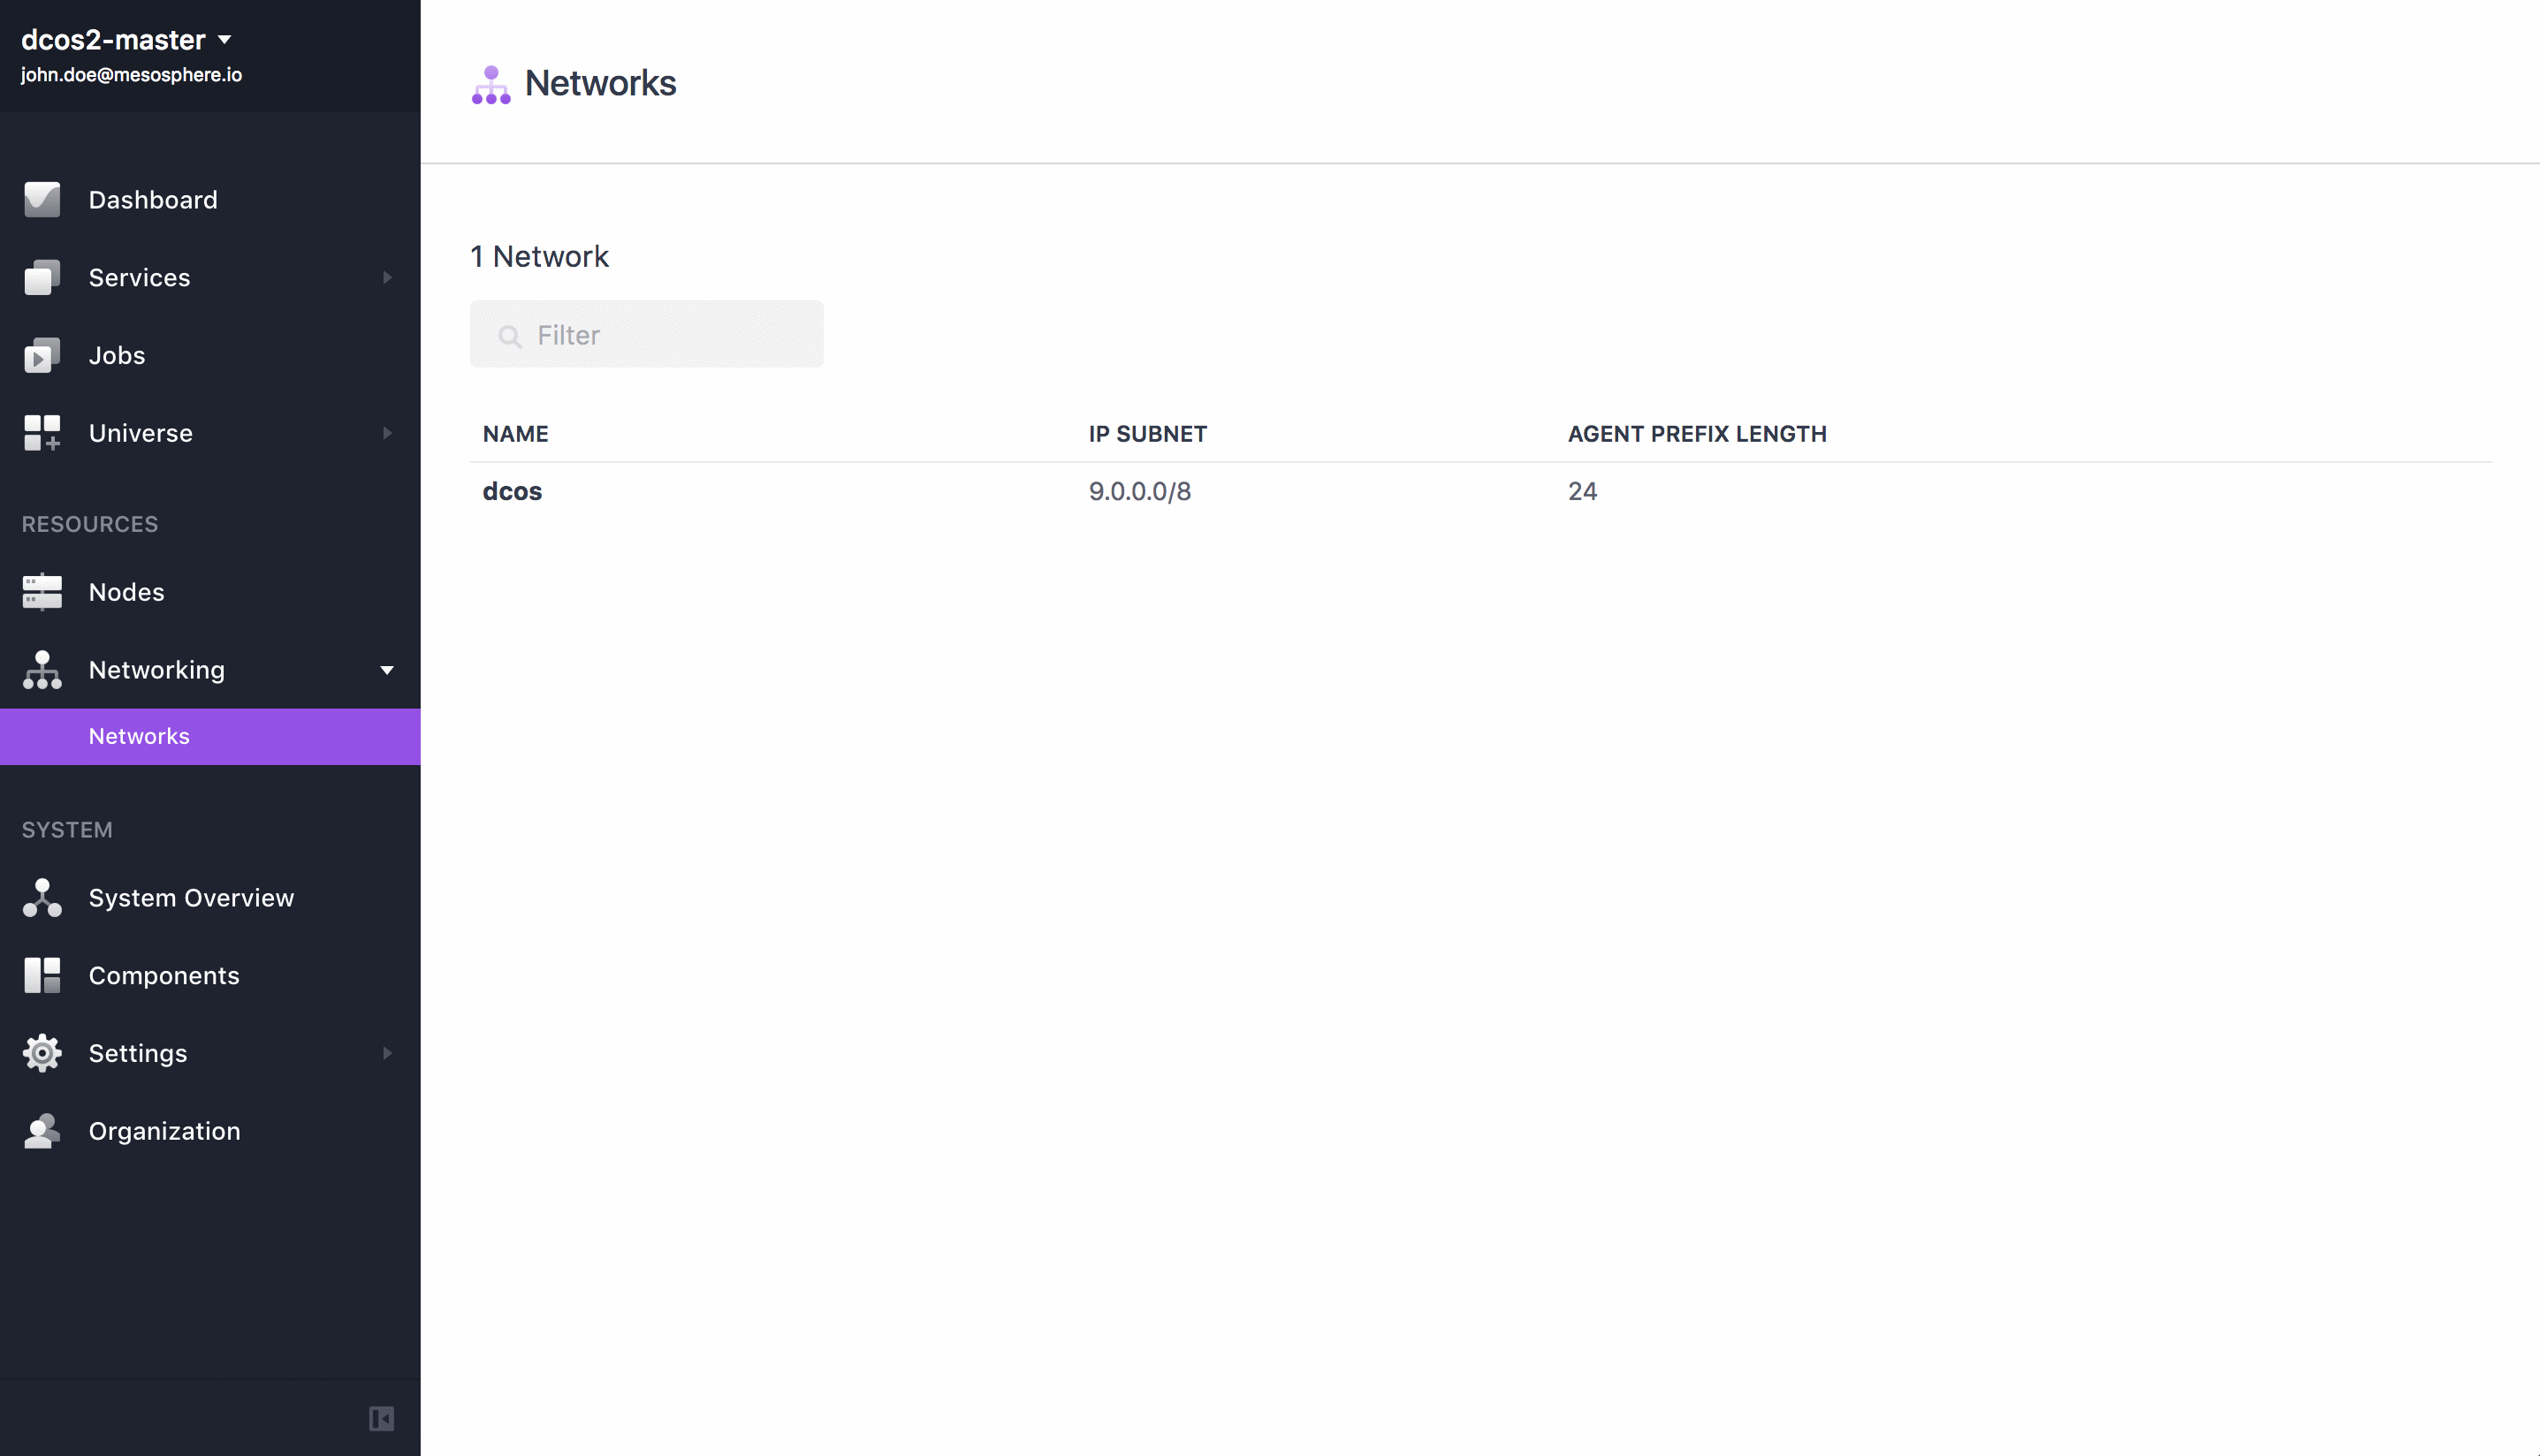 dcos2-master
john.doe@mesosphere.io
Dashboard
Services
Jobs
Universe
RESOURCES
Nodes
Networking
Networks
SYSTEM
System Overview
Components
Settings
Organization
Networks
1 Network
Filter
NAME IP SUBNET AGENT PREFIX LENGTH
dcos 9.0.0.0/8 24